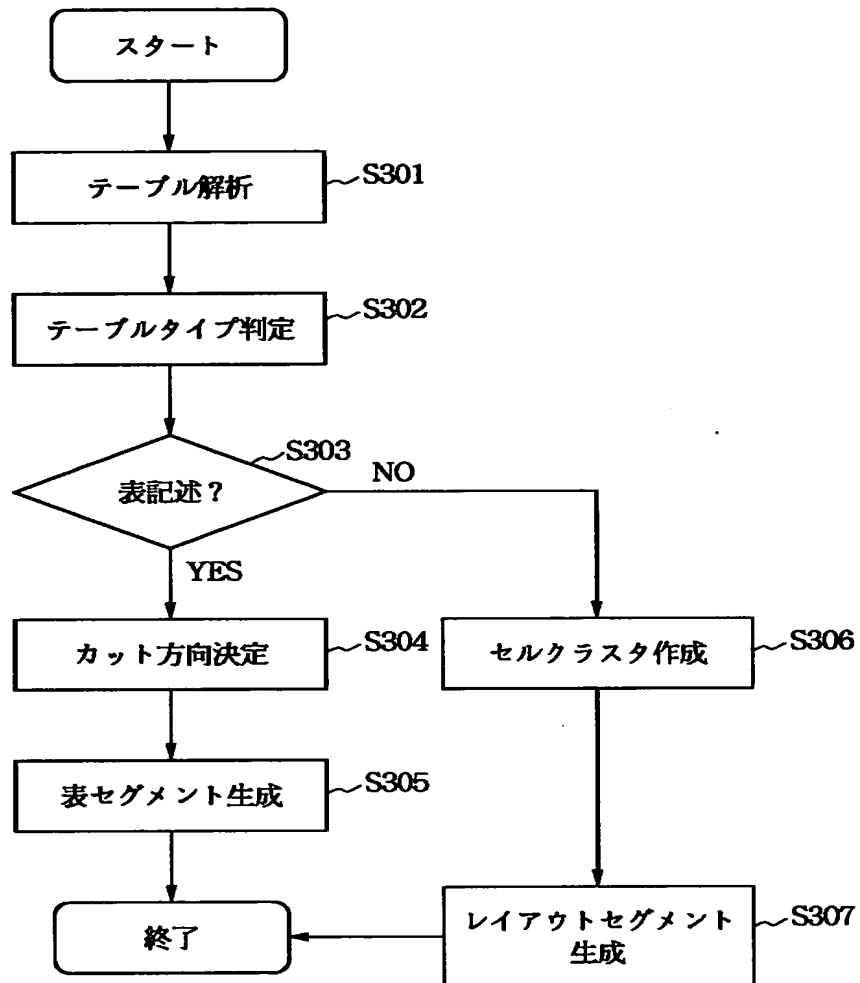 スタート
テーブル解析
S301
テーブルタイプ判定
S302
表記述？
S303
NO
YES
カット方向決定
S304
セルクラスタ作成
S306
表セグメント生成
S305
終了
レイアウトセグメント
生成
S307